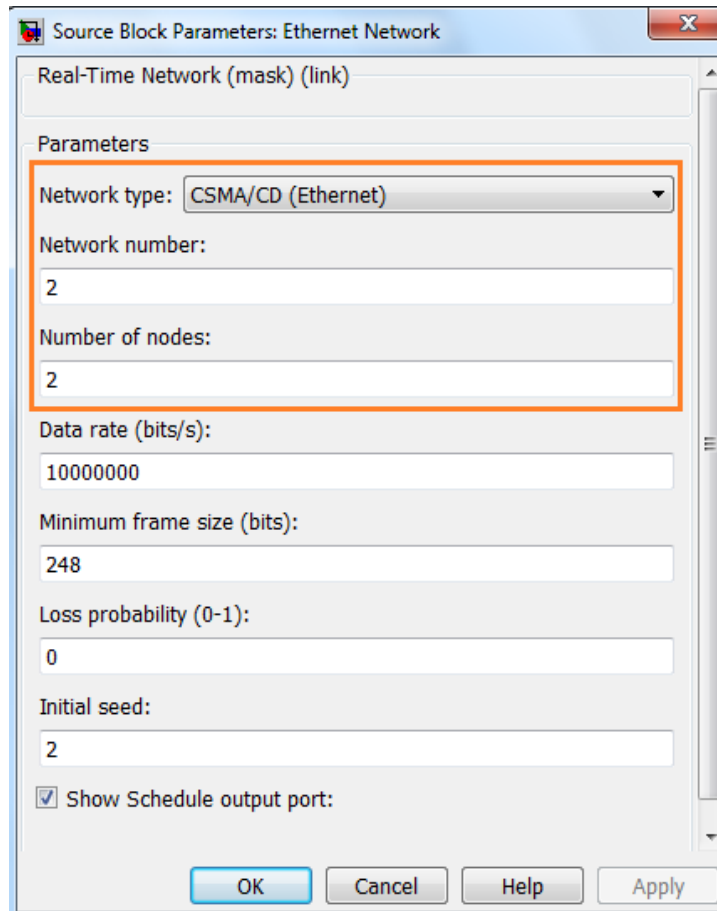 Source Block Parameters: Ethernet Network
Real-Time Network (mask) (link)
Parameters
Network type: CSMA/CD (Ethernet)
Network number:
2
Number of nodes:
2
Data rate (bits/s):
10000000
Minimum frame size (bits):
248
Loss probability (0-1):
0
Initial seed:
2
Show Schedule output port:
OK Cancel Help Apply